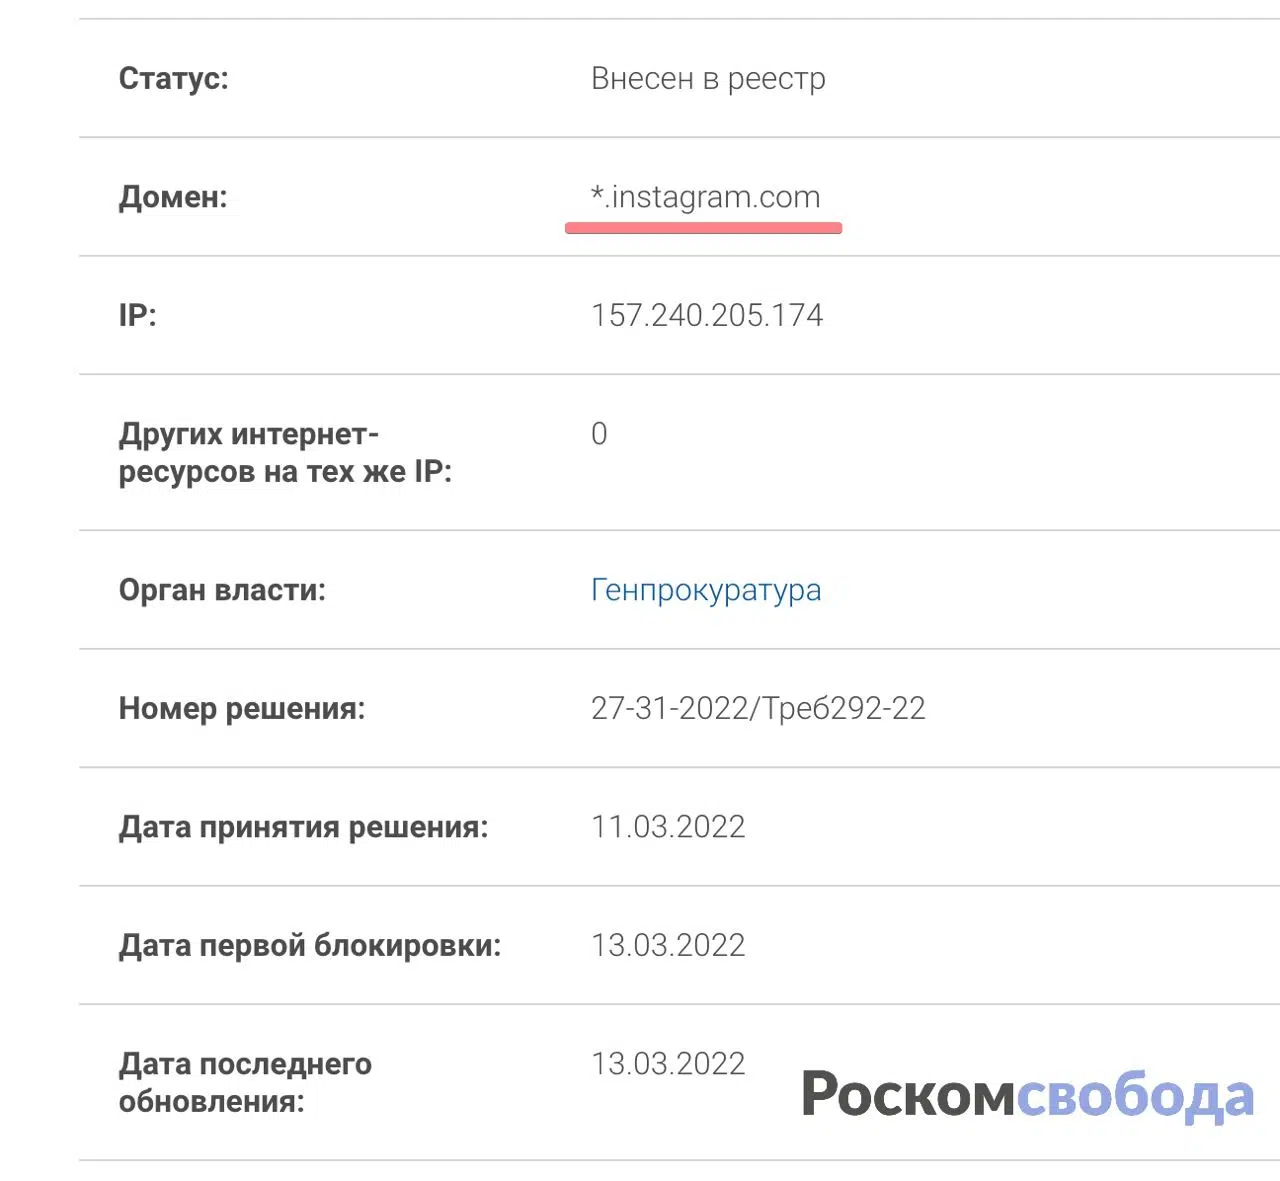 Статус: Внесен в реестр
Домен: *.instagram.com
IP: 157.240.205.174
Других интернет- 0
ресурсов на тех же IP:
Орган власти: Генпрокуратура
Номер решения: 27-31-2022/Треб292-22
Дата принятия решения: 11.03.2022
Дата первой блокировки: 13.03.2022
Дата последнего 13.03.2022
обновления:
Роскомсвобода